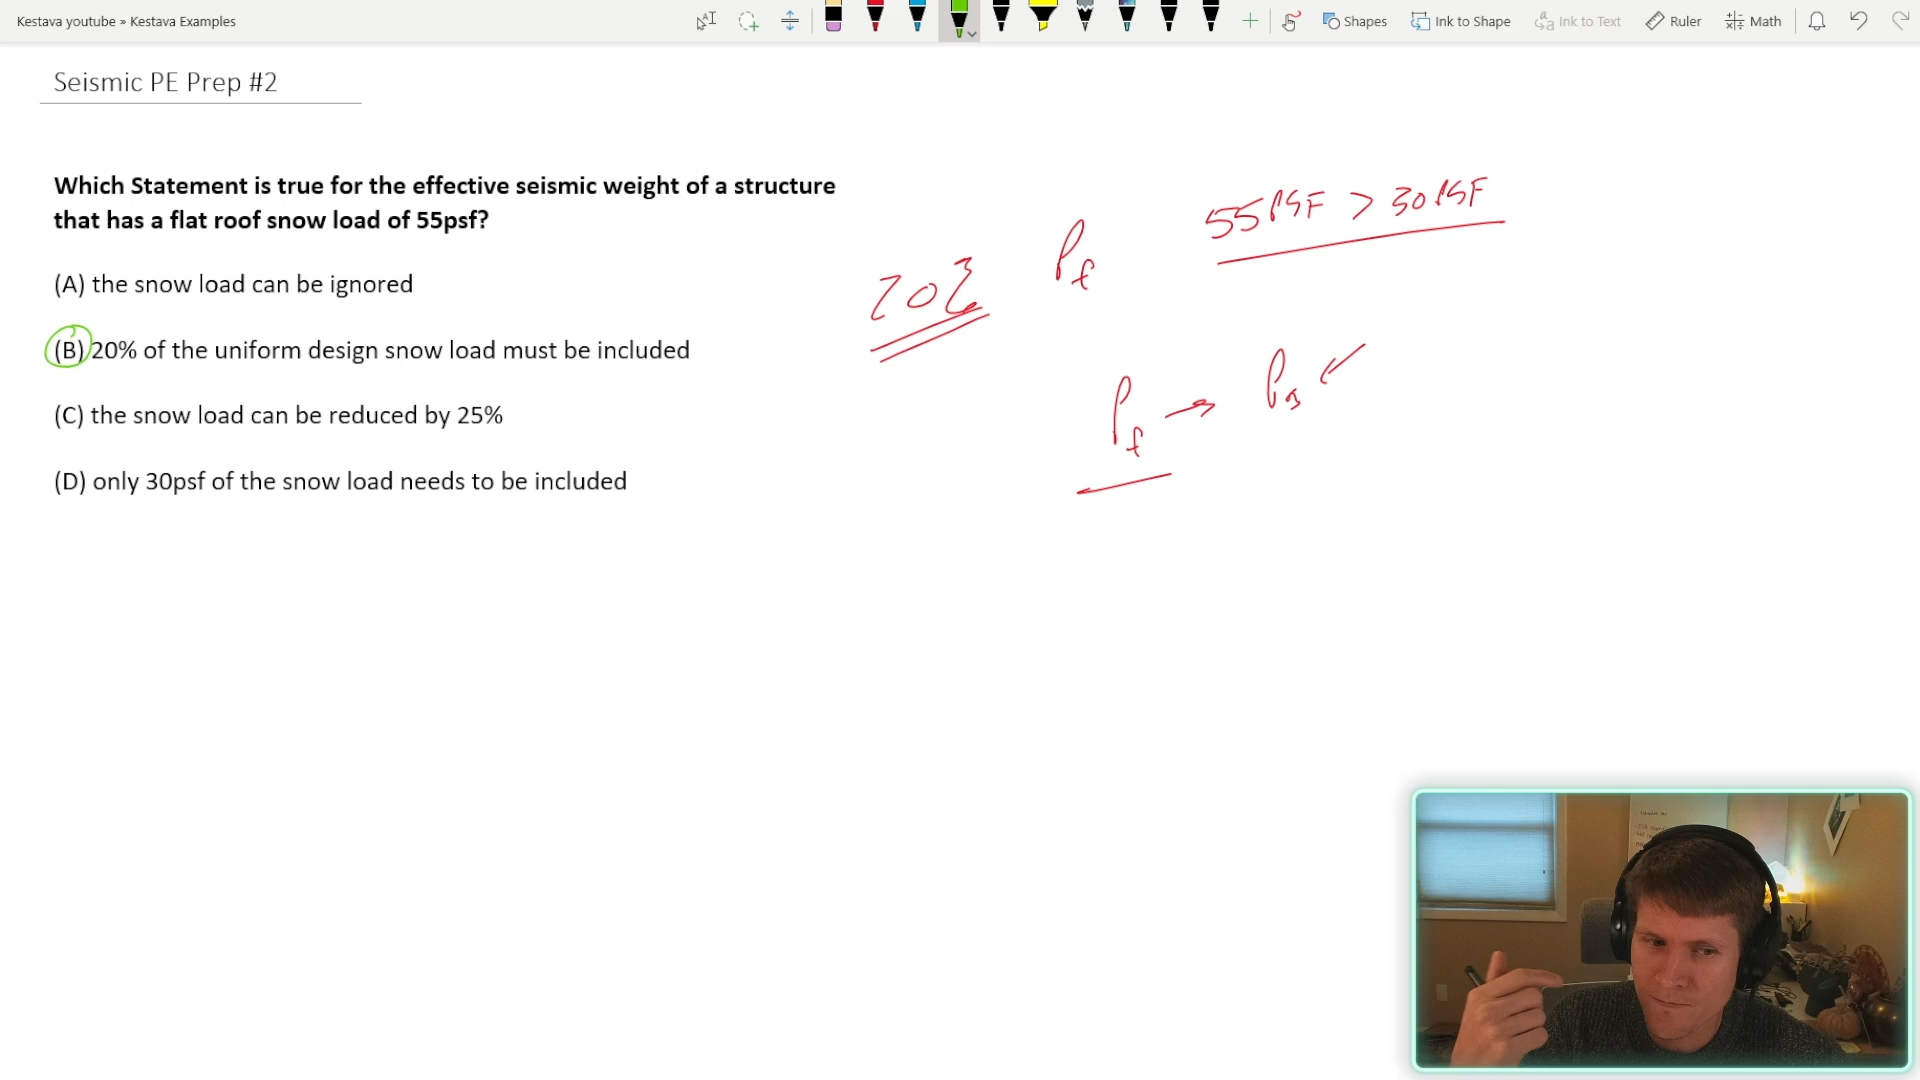 Kestava youtube » Kestava Examples
Shapes
Ink to Shape
Ink to Text
Ruler
Math
Seismic PE Prep #2
Which Statement is true for the effective seismic weight of a structure
that has a flat roof snow load of 55psf?
(A) the snow load can be ignored
(B) 20% of the uniform design snow load must be included
(C) the snow load can be reduced by 25%
(D) only 30psf of the snow load needs to be included
55PSF > 30PSF
20%
Pf
Pf → Ps